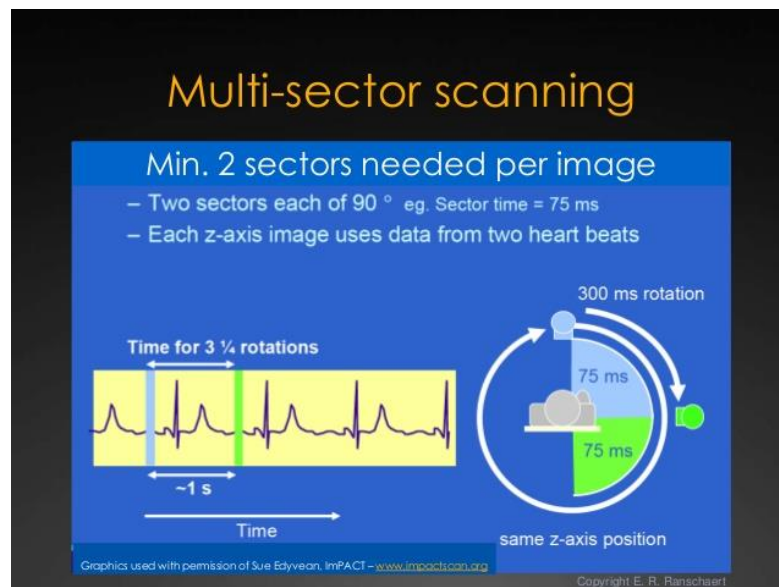 Multi-sector scanning
Min. 2 sectors needed per image
– Two sectors each of 90 ° eg. Sector time = 75 ms
– Each z-axis image uses data from two heart beats
300 ms rotation
Time for 3 ¼ rotations
75 ms
75 ms
~1 s
Time
same z-axis position
Graphics used with permission of Sue Edyvean, ImPACT – www.impactscan.org
Copyright E. R. Ranschaert